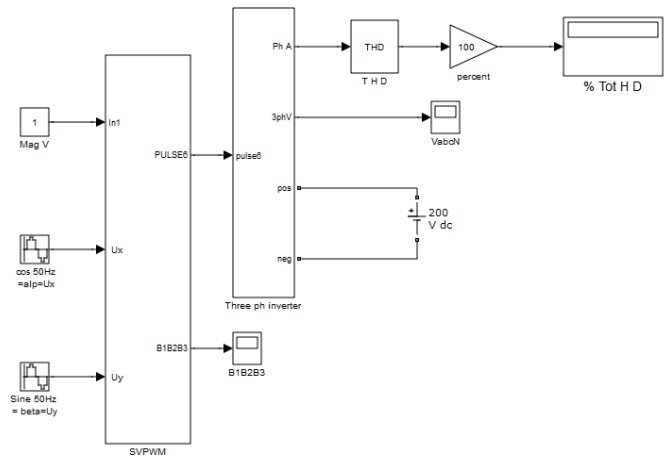 Ph A
THD
T H D
100
percent
% Tot H D
1
Mag V
In1
PULSE6
pulse6
3phV
VabcN
pos
200
V dc
neg
Three ph inverter
cos 50Hz
=alp=Ux
Ux
B1B2B3
B1B2B3
Sine 50Hz
= beta=Uy
Uy
SVPWM